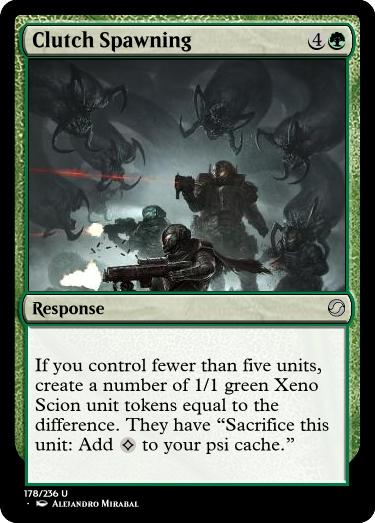 Clutch Spawning 4
Response
If you control fewer than five units,
create a number of 1/1 green Xeno
Scion unit tokens equal to the
difference. They have “Sacrifice this
unit: Add to your psi cache.”
178/236 U
· Alejandro Mirabal